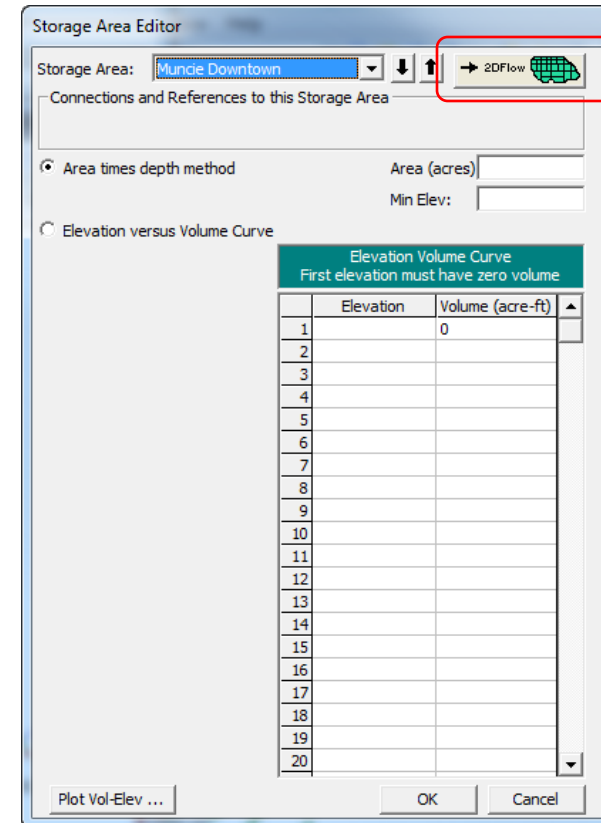 Storage Area Editor
Storage Area: Muncie Downtown → 2DFlow
Connections and References to this Storage Area
Area times depth method Area (acres)
Min Elev:
Elevation versus Volume Curve
Elevation Volume Curve
First elevation must have zero volume
Elevation Volume (acre-ft)
1 0
2
3
4
5
6
7
8
9
10
11
12
13
14
15
16
17
18
19
20
Plot Vol-Elev ... OK Cancel